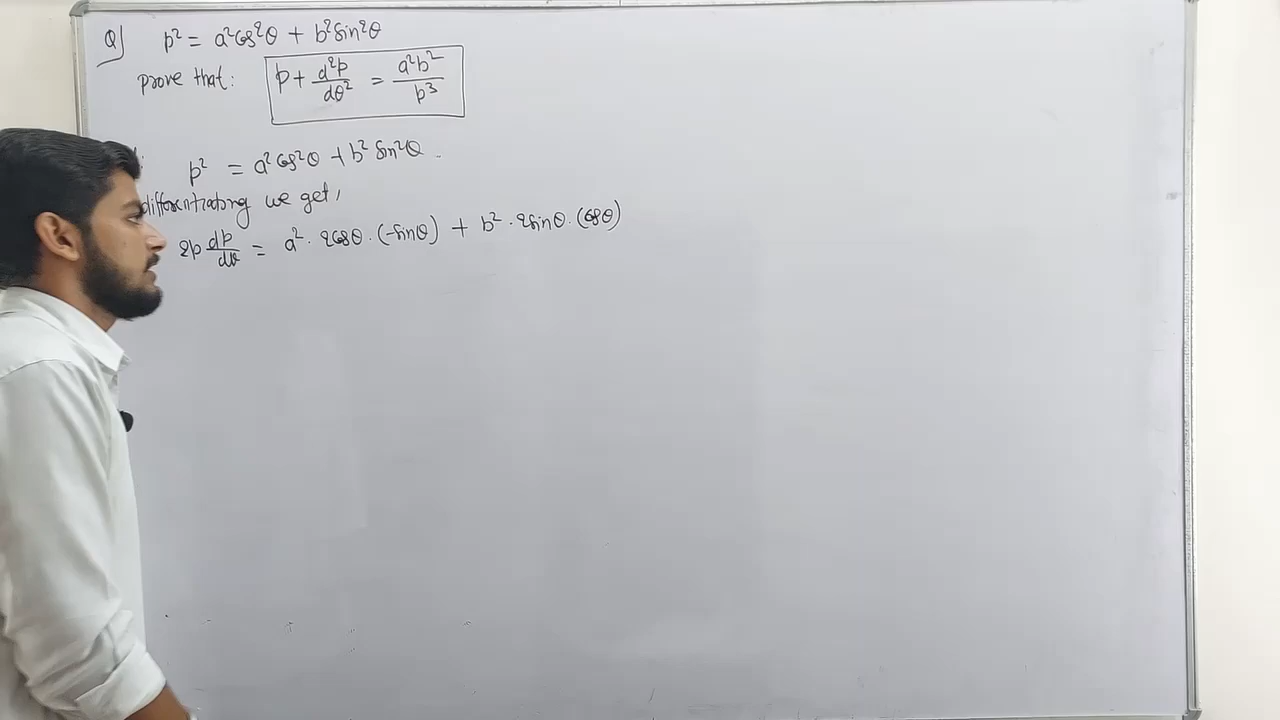 Q) p² = a²cos²θ + b²sin²θ
prove that: p + d²p/dθ² = a²b²/p³
p² = a²cos²θ + b²sin²θ.
differentiating we get,
2p dp/dθ = a²·2cosθ·(-sinθ) + b²·2sinθ·(cosθ)